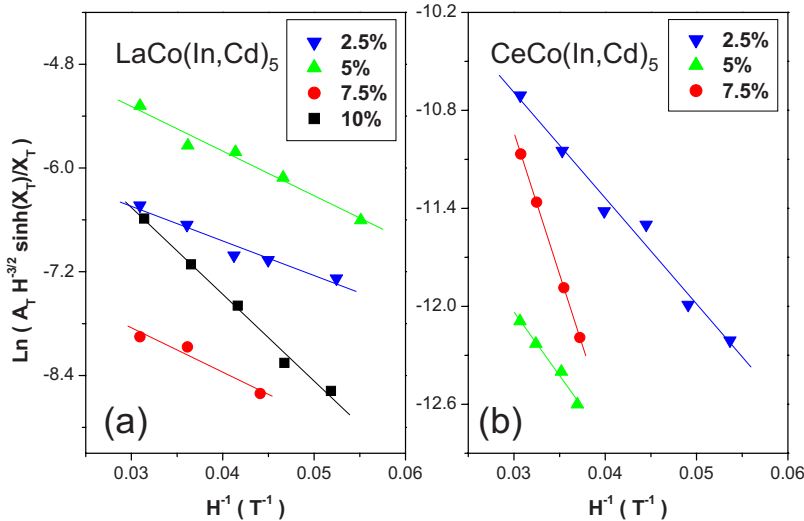 LaCo(In,Cd)5
2.5%
5%
7.5%
10%
-4.8
-6.0
-7.2
-8.4
Ln ( A_T H^-3/2 sinh(X_T)/X_T )
(a)
0.03 0.04 0.05 0.06
H^-1 ( T^-1 )
CeCo(In,Cd)5
2.5%
5%
7.5%
-10.2
-10.8
-11.4
-12.0
-12.6
(b)
0.03 0.04 0.05 0.06
H^-1 ( T^-1 )